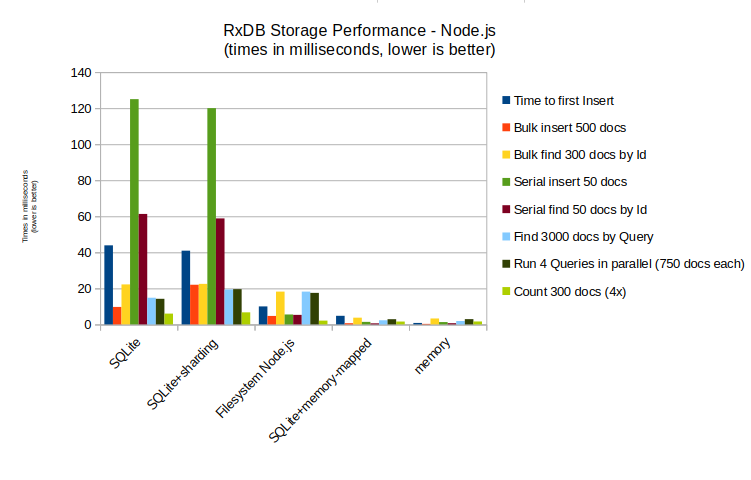 RxDB Storage Performance - Node.js
(times in milliseconds, lower is better)
Times in milliseconds
(lower is better)
140
120
100
80
60
40
20
0
SQLite
SQLite+sharding
Filesystem Node.js
SQLite+memory-mapped
memory
Time to first Insert
Bulk insert 500 docs
Bulk find 300 docs by Id
Serial insert 50 docs
Serial find 50 docs by Id
Find 3000 docs by Query
Run 4 Queries in parallel (750 docs each)
Count 300 docs (4x)